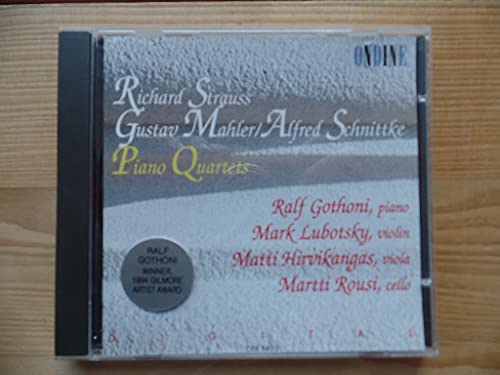 ONDINE
Richard Strauss
Gustav Mahler/Alfred Schnittke
Piano Quartets
Ralf Gothoni, piano
Mark Lubotsky, violin
Matti Hirvikangas, viola
Martti Rousi, cello
RALF
GOTHONI
WINNER,
1994 GILMORE
ARTIST AWARD
DIGITAL